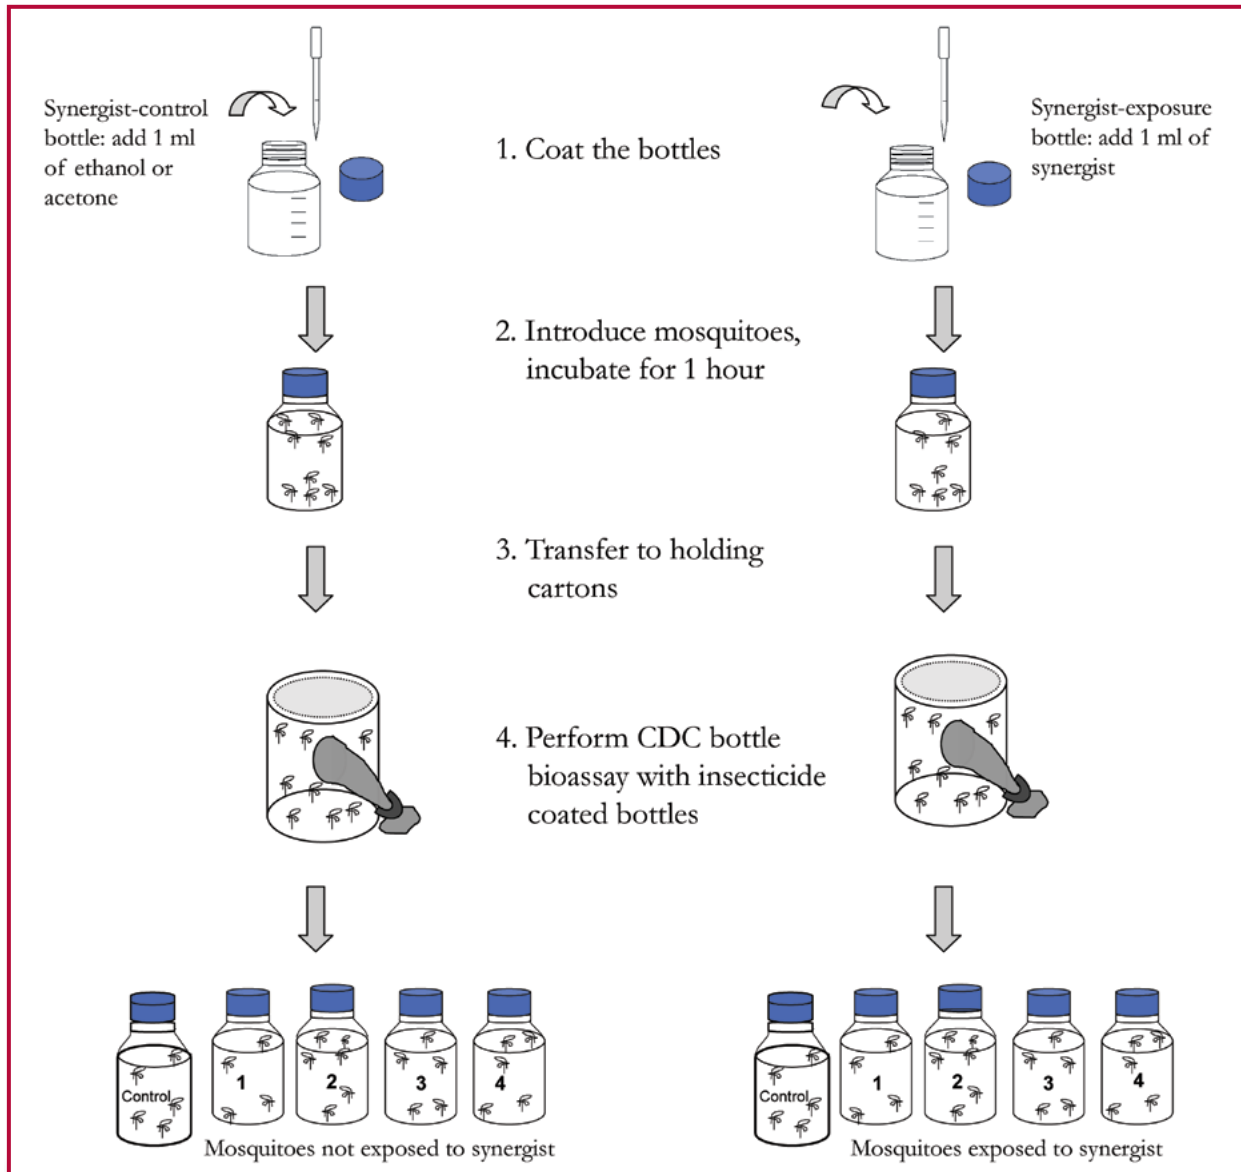 Synergist-control
bottle: add 1 ml
of ethanol or
acetone
1. Coat the bottles
Synergist-exposure
bottle: add 1 ml of
synergist
2. Introduce mosquitoes,
incubate for 1 hour
3. Transfer to holding
cartons
4. Perform CDC bottle
bioassay with insecticide
coated bottles
Control
1
2
3
4
Mosquitoes not exposed to synergist
Control
1
2
3
4
Mosquitoes exposed to synergist